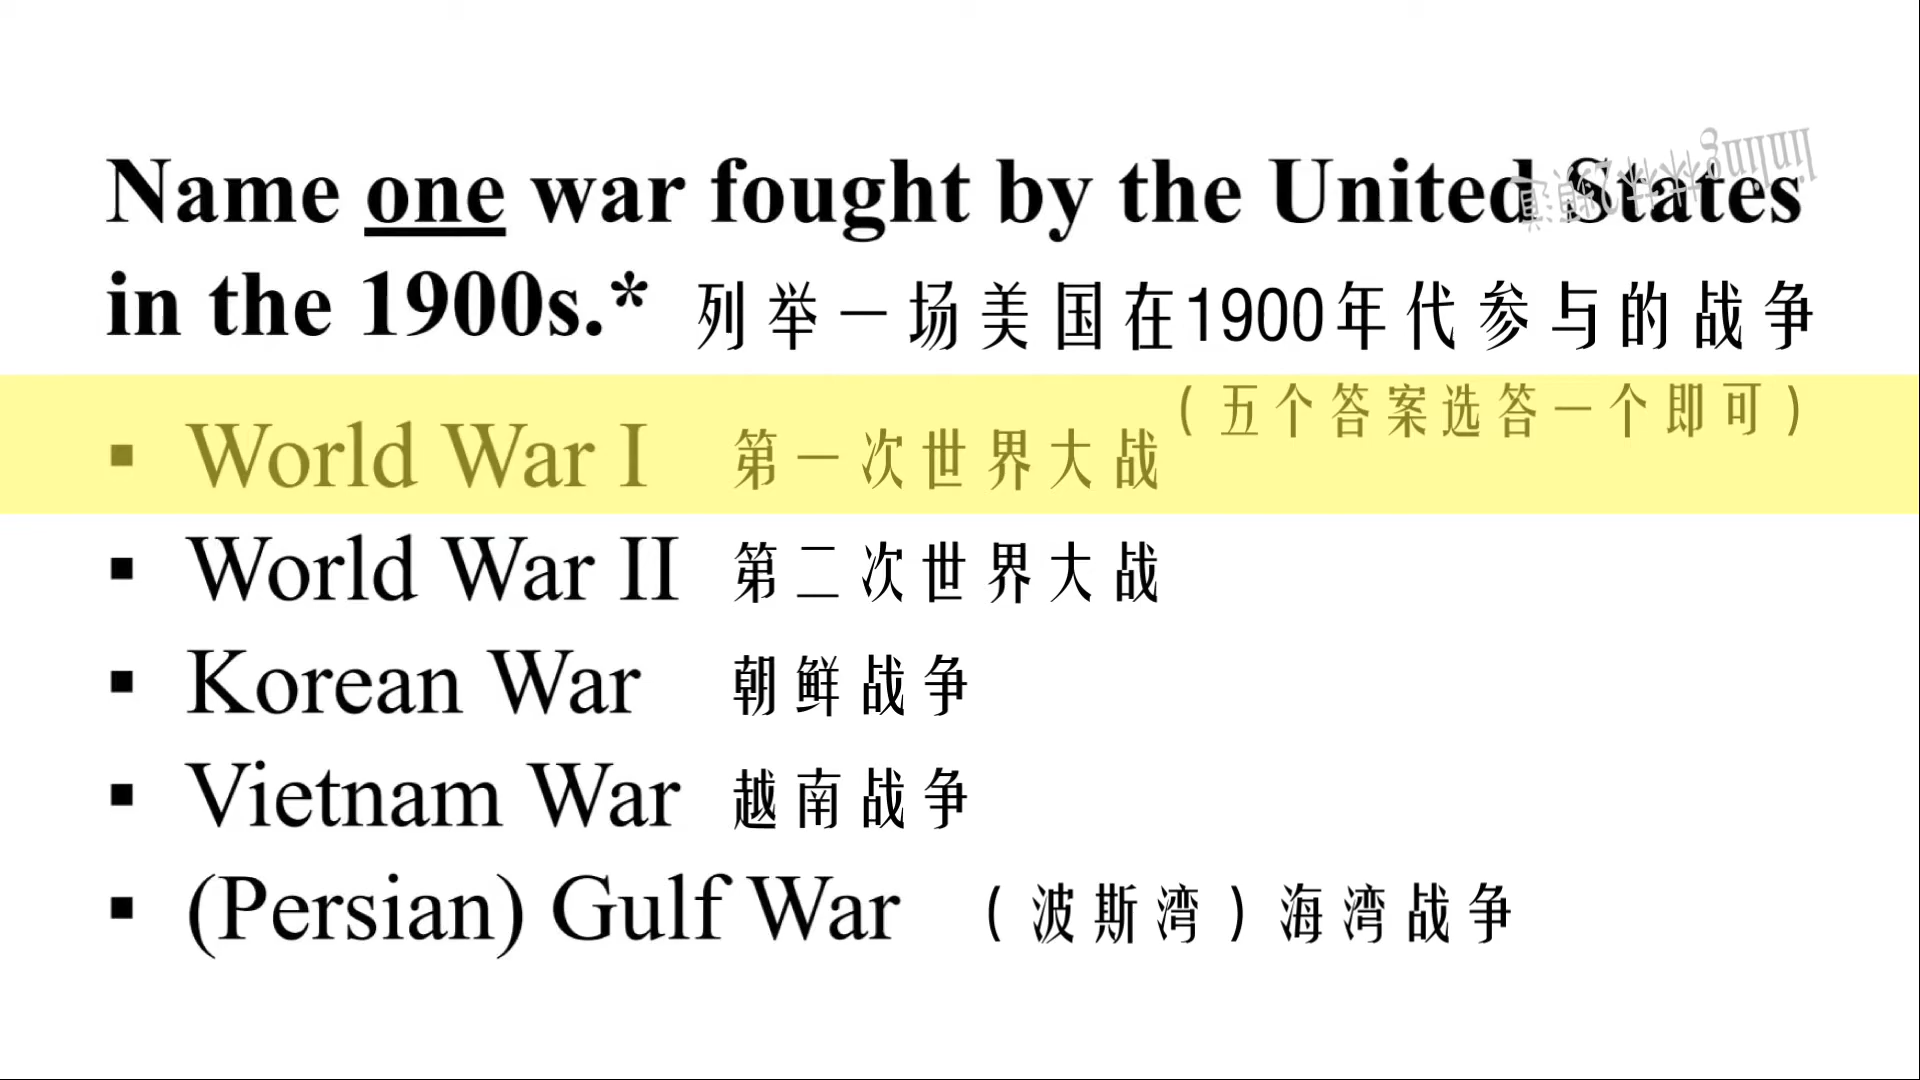 Name one war fought by the United States
in the 1900s.* 列举一场美国在1900年代参与的战争
（五个答案选答一个即可）
▪ World War I 第一次世界大战
▪ World War II 第二次世界大战
▪ Korean War 朝鲜战争
▪ Vietnam War 越南战争
▪ (Persian) Gulf War （波斯湾）海湾战争